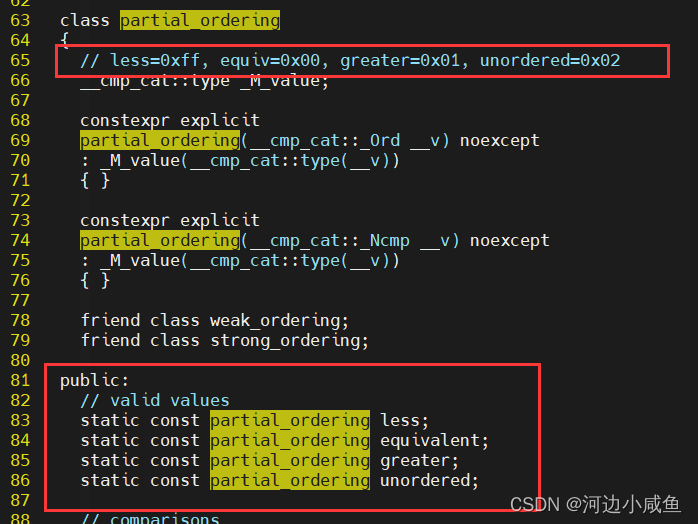 62
63 class partial_ordering
64 {
65 // less=0xff, equiv=0x00, greater=0x01, unordered=0x02
66 __cmp_cat::type _M_value;
67
68 constexpr explicit
69 partial_ordering(__cmp_cat::_Ord __v) noexcept
70 : _M_value(__cmp_cat::type(__v))
71 { }
72
73 constexpr explicit
74 partial_ordering(__cmp_cat::_Ncmp __v) noexcept
75 : _M_value(__cmp_cat::type(__v))
76 { }
77
78 friend class weak_ordering;
79 friend class strong_ordering;
80
81 public:
82 // valid values
83 static const partial_ordering less;
84 static const partial_ordering equivalent;
85 static const partial_ordering greater;
86 static const partial_ordering unordered;
87
88 // comparisons
CSDN @河边小咸鱼